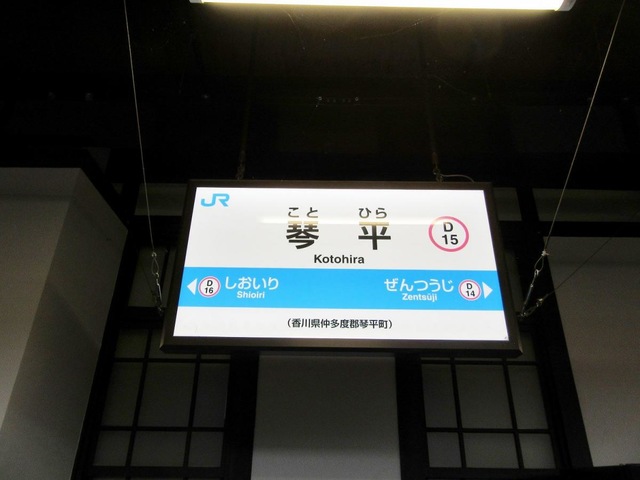 JR
こと ひら
琴 平
D
15
Kotohira
D
16
しおいり
Shioiri
ぜんつうじ
Zentsūji
D
14
(香川県仲多度郡琴平町)